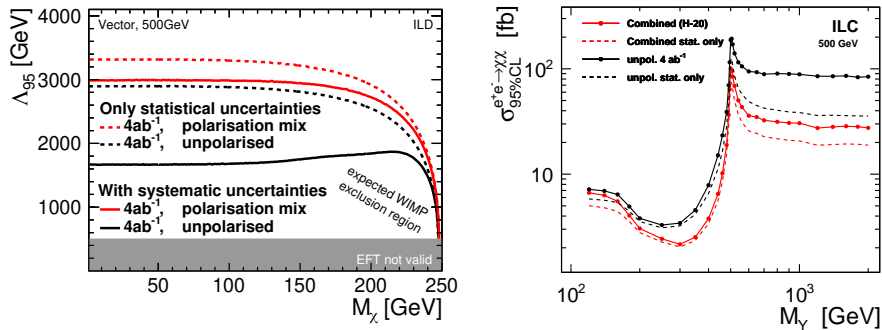 Vector, 500GeV
ILD
Λ95 [GeV]
3000
2000
1000
Only statistical uncertainties
4ab-1, polarisation mix
4ab-1, unpolarised
With systematic uncertainties
4ab-1, polarisation mix
4ab-1, unpolarised
expected WIMP
exclusion region
EFT not valid
0 50 100 150 200 250
Mχ [GeV]
σ95%CL e+e-→χχ [fb]
10²
10
Combined (H-20)
Combined stat. only
unpol. 4 ab-1
unpol. stat. only
ILC
500 GeV
10² 10³
MY [GeV]